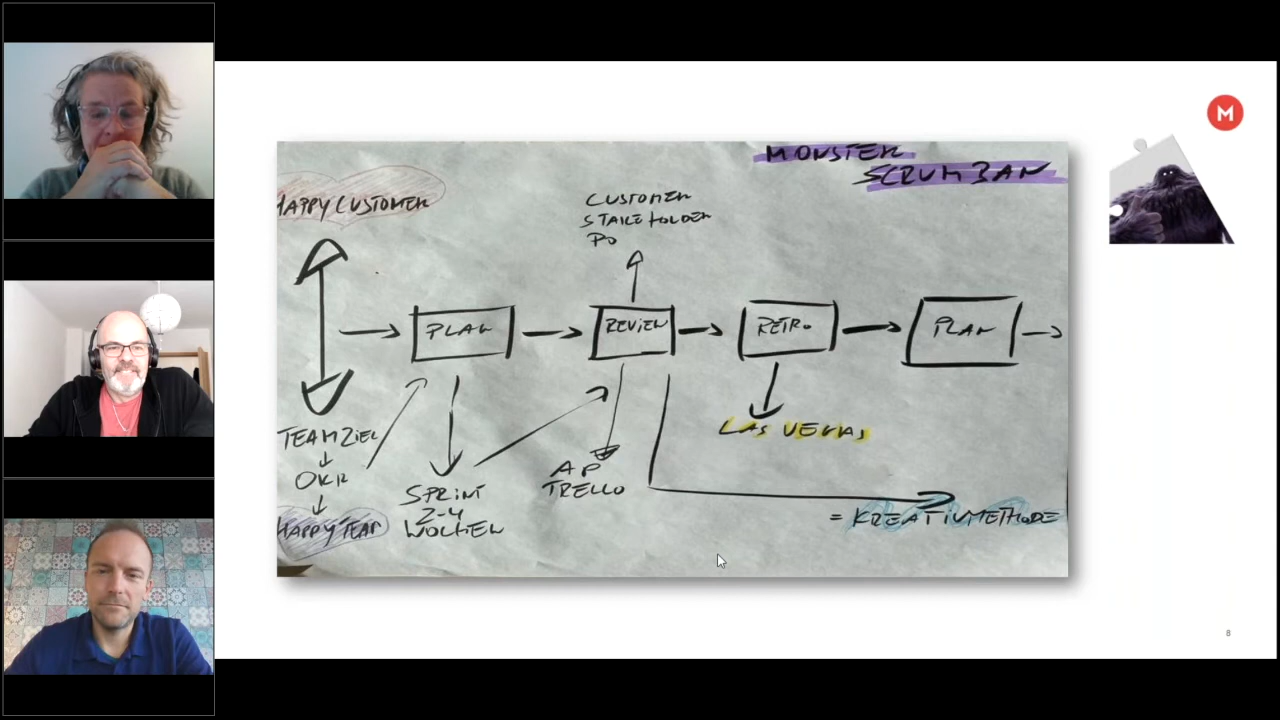 MONSTER
SCRUMBAN
HAPPY CUSTOMER
CUSTOMER
STAKEHOLDER
PO
PLAN
REVIEW
RETRO
PLAN
LAS VEGAS
TEAMZIEL
OKR
HAPPY TEAM
SPRINT
2-4
WOCHEN
AP
TRELLO
= KREATIVMETHODE
M
8